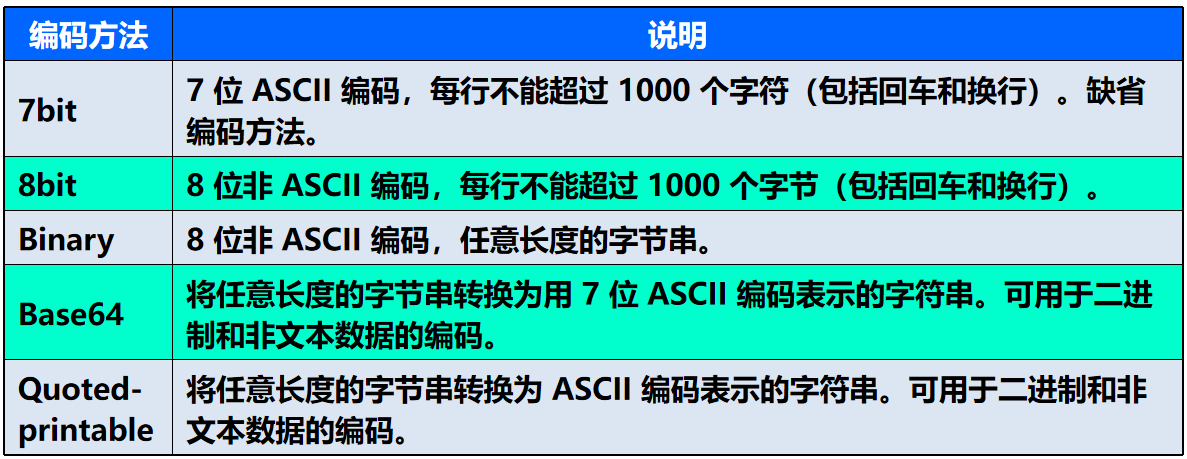 编码方法 说明
7bit
7 位 ASCII 编码，每行不能超过 1000 个字符（包括回车和换行）。缺省
编码方法。
8bit
8 位非 ASCII 编码，每行不能超过 1000 个字节（包括回车和换行）。
Binary
8 位非 ASCII 编码，任意长度的字节串。
Base64
将任意长度的字节串转换为用 7 位 ASCII 编码表示的字符串。可用于二进
制和非文本数据的编码。
Quoted-
printable
将任意长度的字节串转换为 ASCII 编码表示的字符串。可用于二进制和非
文本数据的编码。